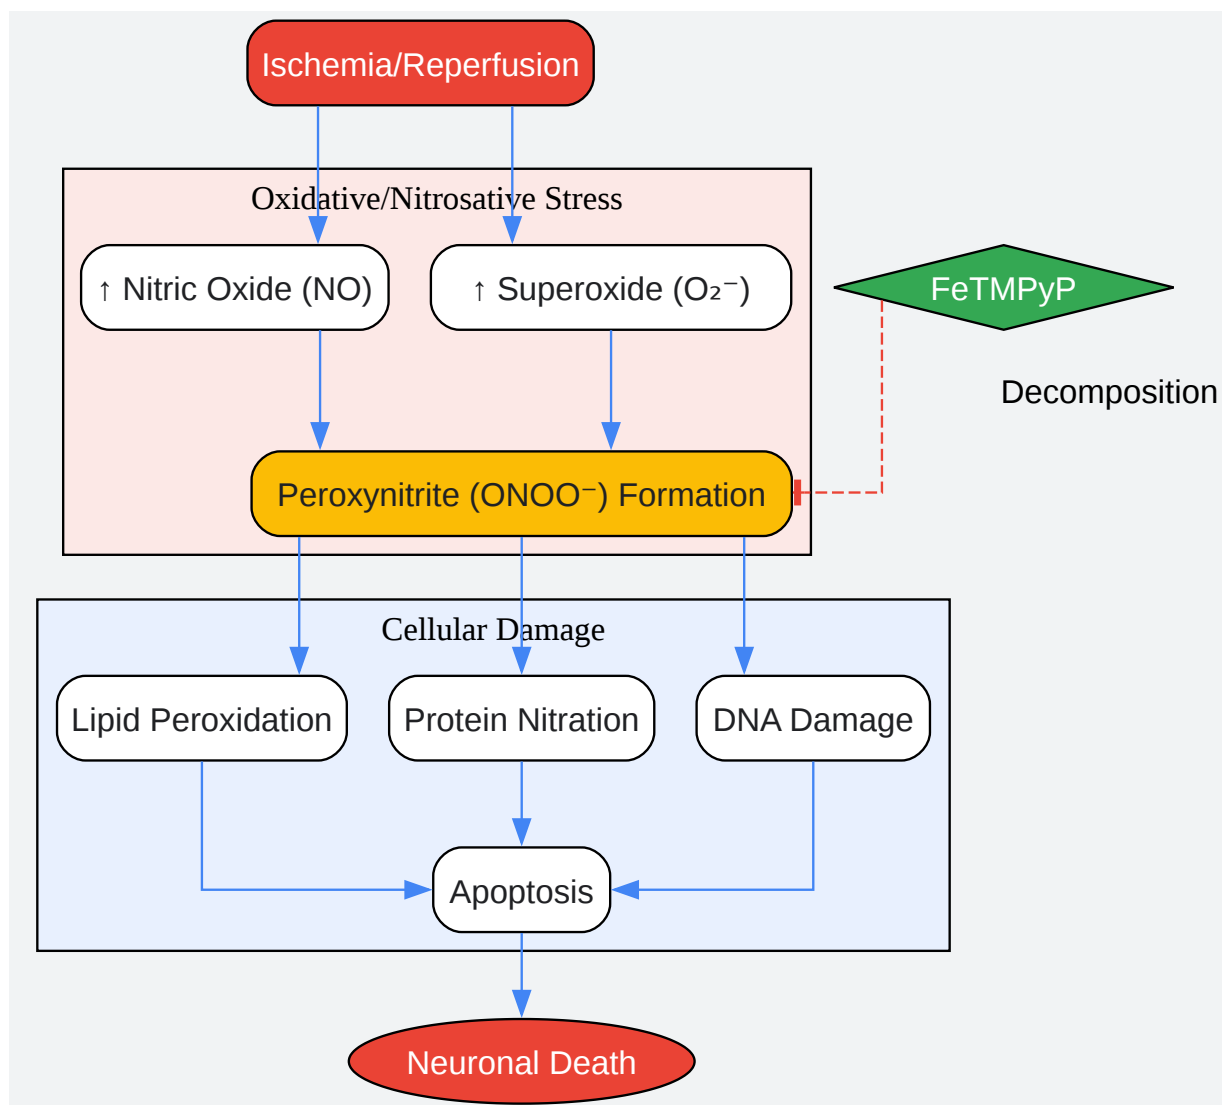 Ischemia/Reperfusion
Oxidative/Nitrosative Stress
↑ Nitric Oxide (NO)
↑ Superoxide (O₂⁻)
FeTMPyP
Decomposition
Peroxynitrite (ONOO⁻) Formation
Cellular Damage
Lipid Peroxidation
Protein Nitration
DNA Damage
Apoptosis
Neuronal Death